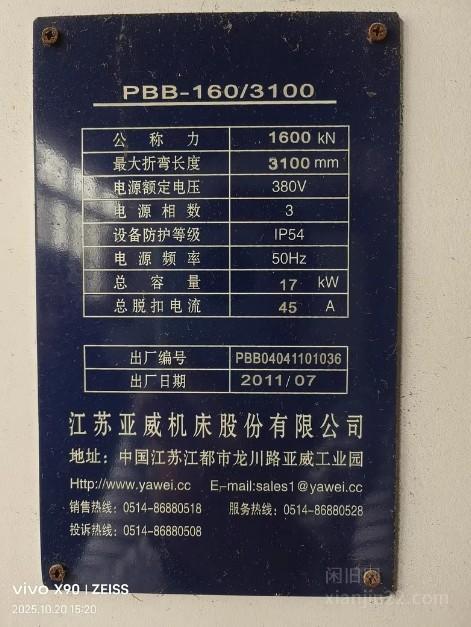 PBB-160/3100
公称力 1600 kN
最大折弯长度 3100 mm
电源额定电压 380V
电源相数 3
设备防护等级 IP54
电源频率 50Hz
总容量 17 kW
总脱扣电流 45 A
出厂编号 PBB04041101036
出厂日期 2011/07
江苏亚威机床股份有限公司
地址：中国江苏江都市龙川路亚威工业园
Http://www.yawei.cc E-mail:sales1@yawei.cc
销售热线：0514-86880518 服务热线：0514-86880528
投诉热线：0514-86880508
vivo X90 | ZEISS
2025.10.20 15:20
xianjiu22.com